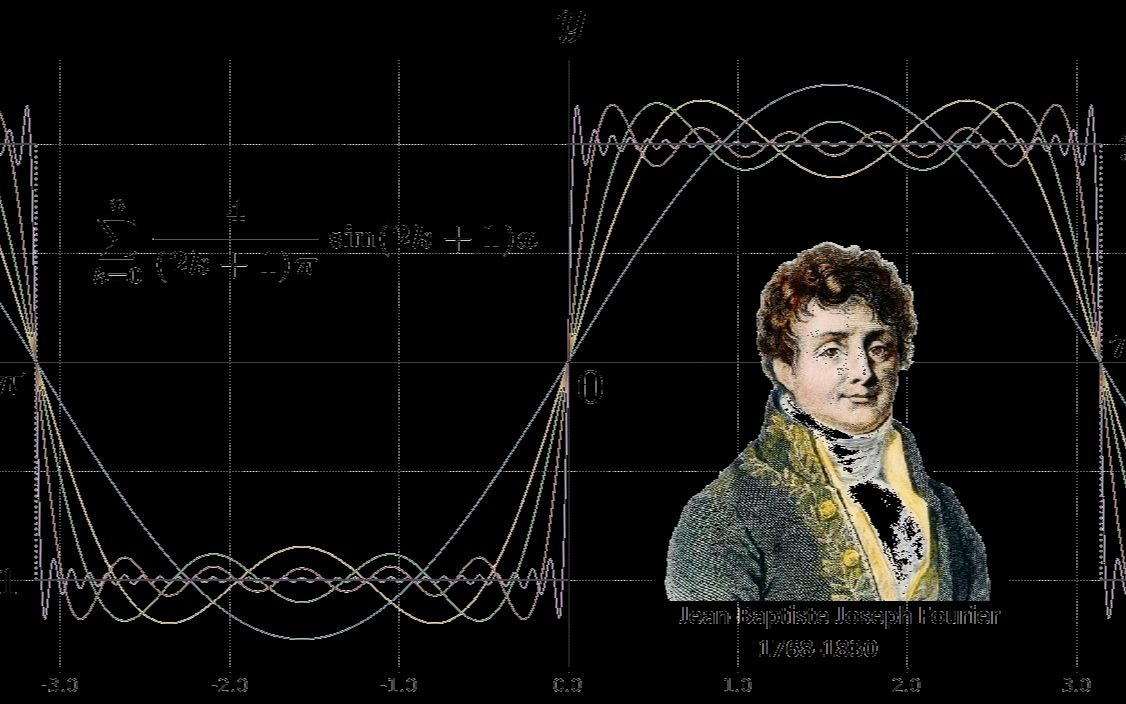 y
n
∑ 4 sin(2k + 1)x
k=0 (2k + 1)π
0
Jean Baptiste Joseph Fourier
1768-1830
-3.0 -2.0 -1.0 0.0 1.0 2.0 3.0